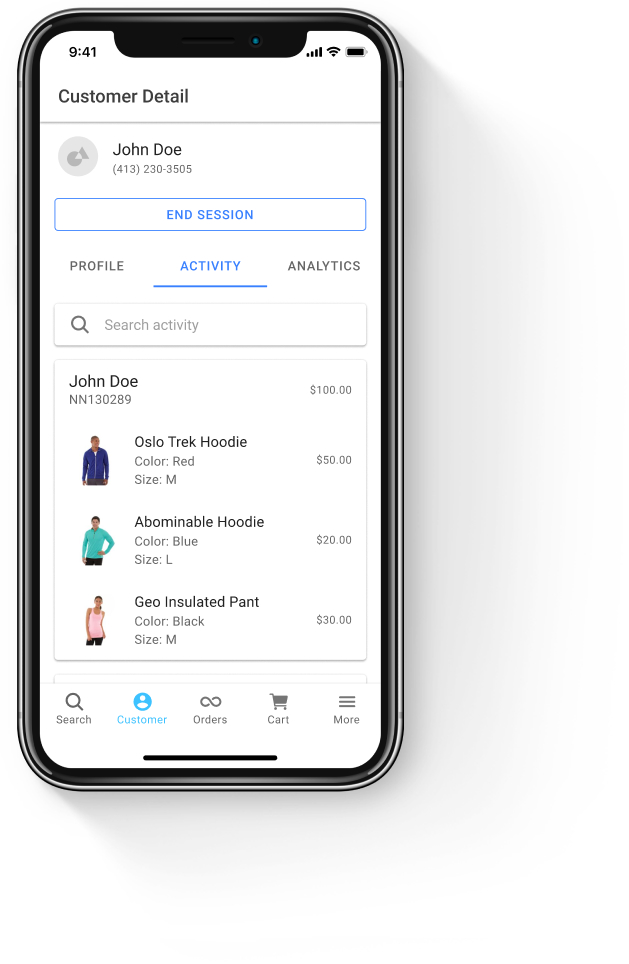 9:41
Customer Detail
John Doe
(413) 230-3505
END SESSION
PROFILE ACTIVITY ANALYTICS
Search activity
John Doe
$100.00
NN130289
Oslo Trek Hoodie
Color: Red
$50.00
Size: M
Abominable Hoodie
Color: Blue
$20.00
Size: L
Geo Insulated Pant
Color: Black
$30.00
Size: M
Search Customer Orders Cart More